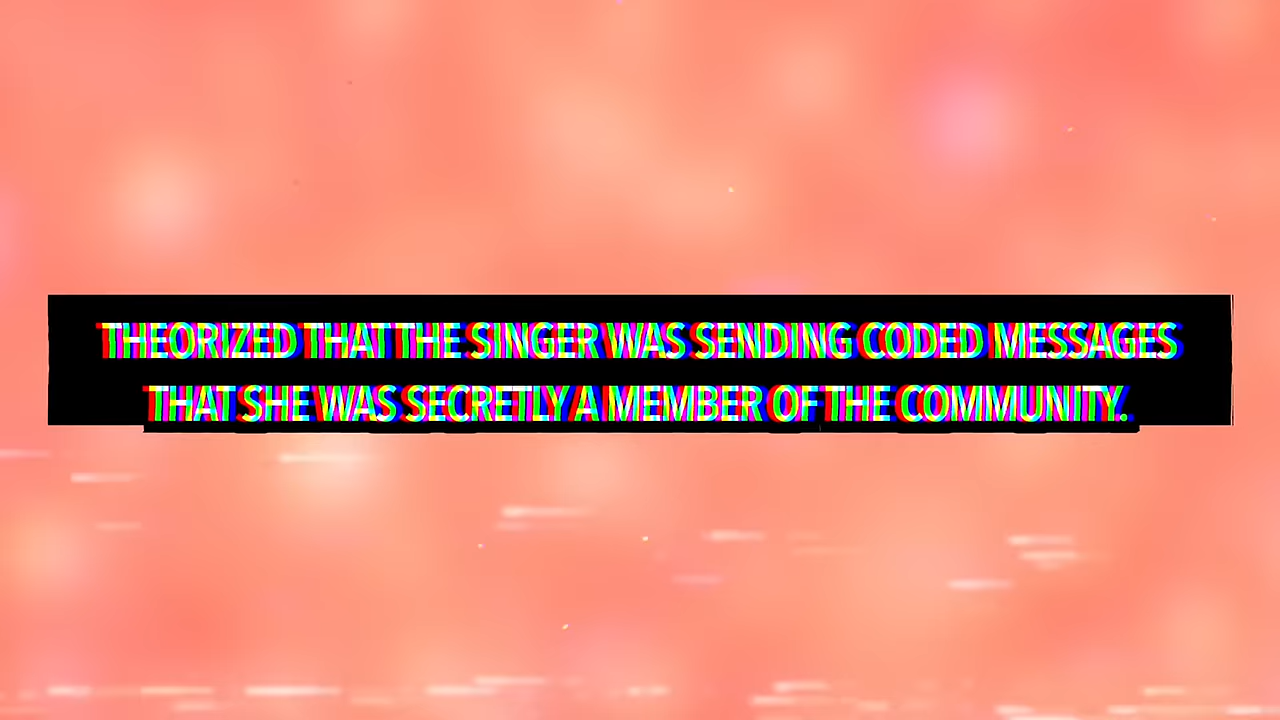 THEORIZED THAT THE SINGER WAS SENDING CODED MESSAGES
THAT SHE WAS SECRETLY A MEMBER OF THE COMMUNITY.